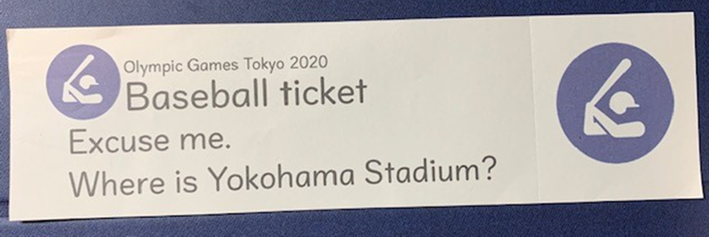 Olympic Games Tokyo 2020
Baseball ticket
Excuse me.
Where is Yokohama Stadium?